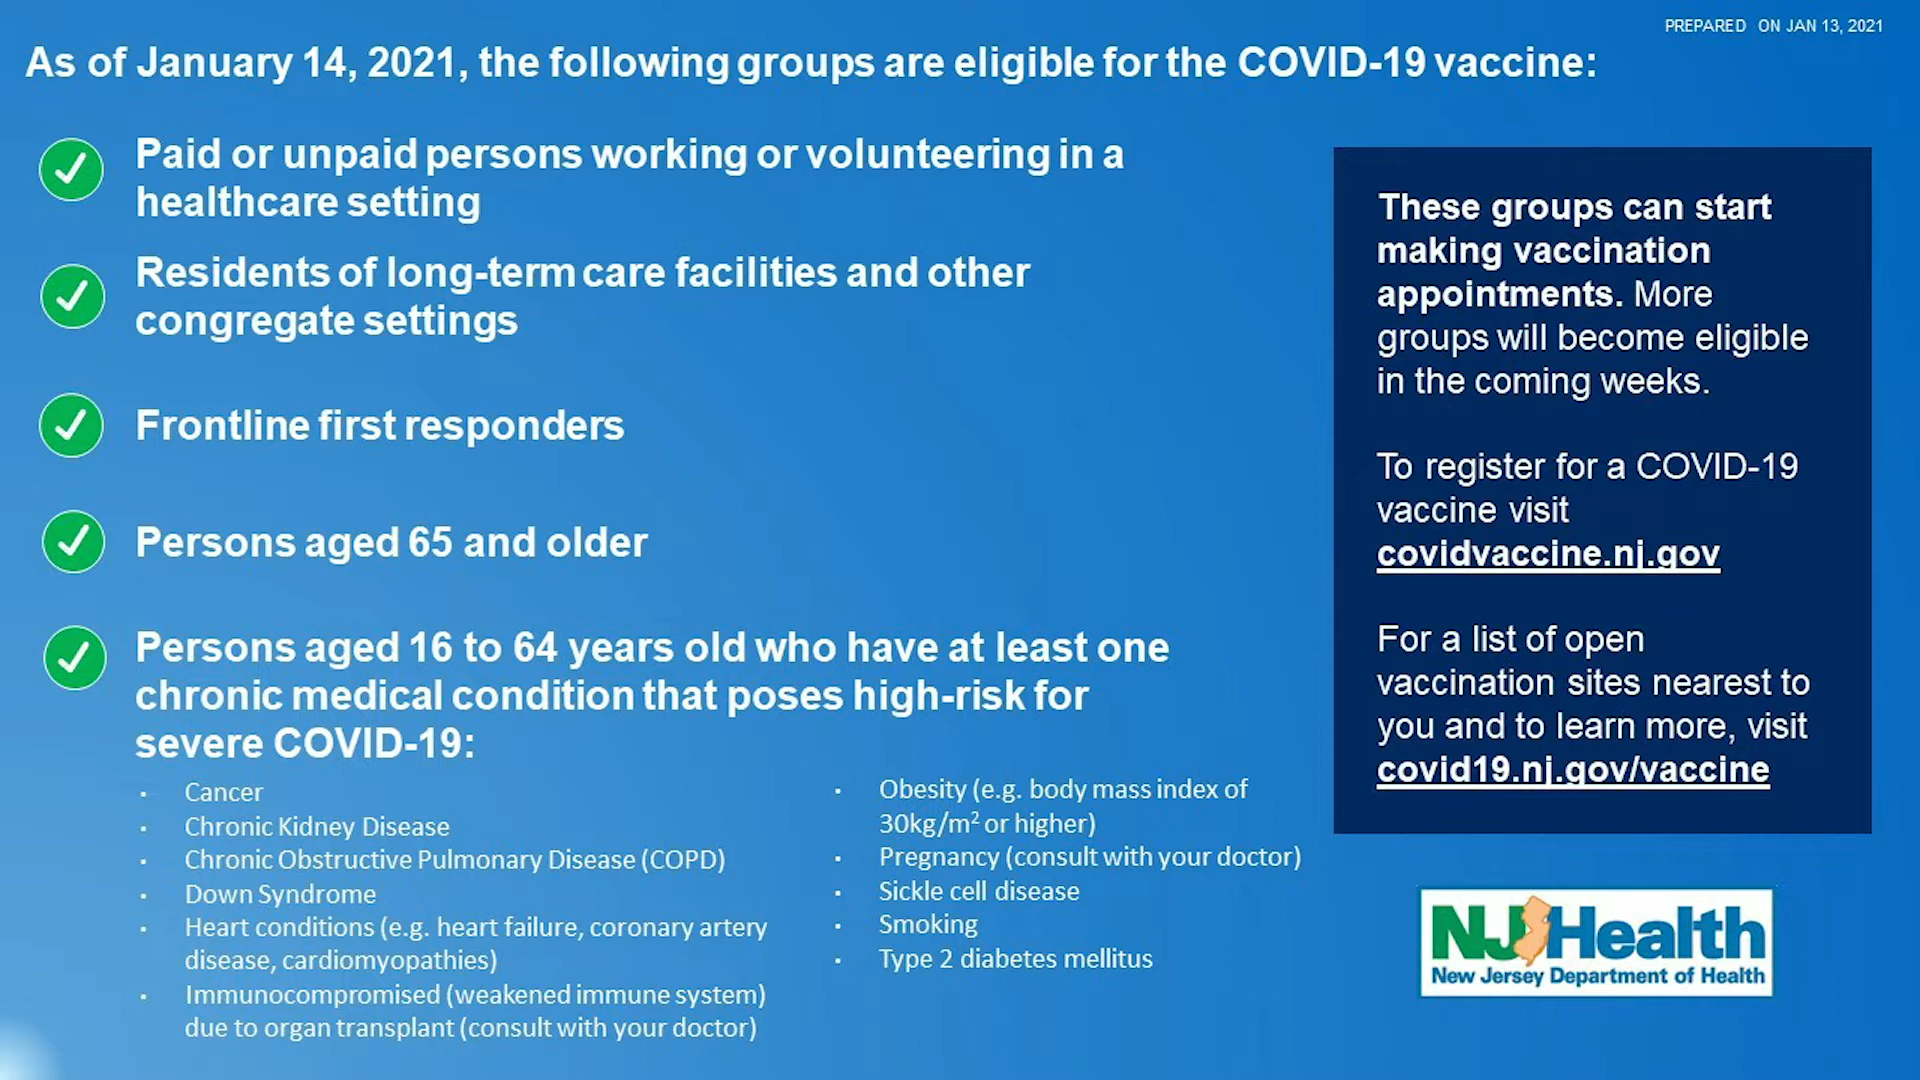 PREPARED ON JAN 13, 2021
As of January 14, 2021, the following groups are eligible for the COVID-19 vaccine:
Paid or unpaid persons working or volunteering in a
healthcare setting
Residents of long-term care facilities and other
congregate settings
Frontline first responders
Persons aged 65 and older
Persons aged 16 to 64 years old who have at least one
chronic medical condition that poses high-risk for
severe COVID-19:
· Cancer
· Chronic Kidney Disease
· Chronic Obstructive Pulmonary Disease (COPD)
· Down Syndrome
· Heart conditions (e.g. heart failure, coronary artery
disease, cardiomyopathies)
· Immunocompromised (weakened immune system)
due to organ transplant (consult with your doctor)
· Obesity (e.g. body mass index of
30kg/m² or higher)
· Pregnancy (consult with your doctor)
· Sickle cell disease
· Smoking
· Type 2 diabetes mellitus
These groups can start
making vaccination
appointments. More
groups will become eligible
in the coming weeks.
To register for a COVID-19
vaccine visit
covidvaccine.nj.gov
For a list of open
vaccination sites nearest to
you and to learn more, visit
covid19.nj.gov/vaccine
NJ Health
New Jersey Department of Health